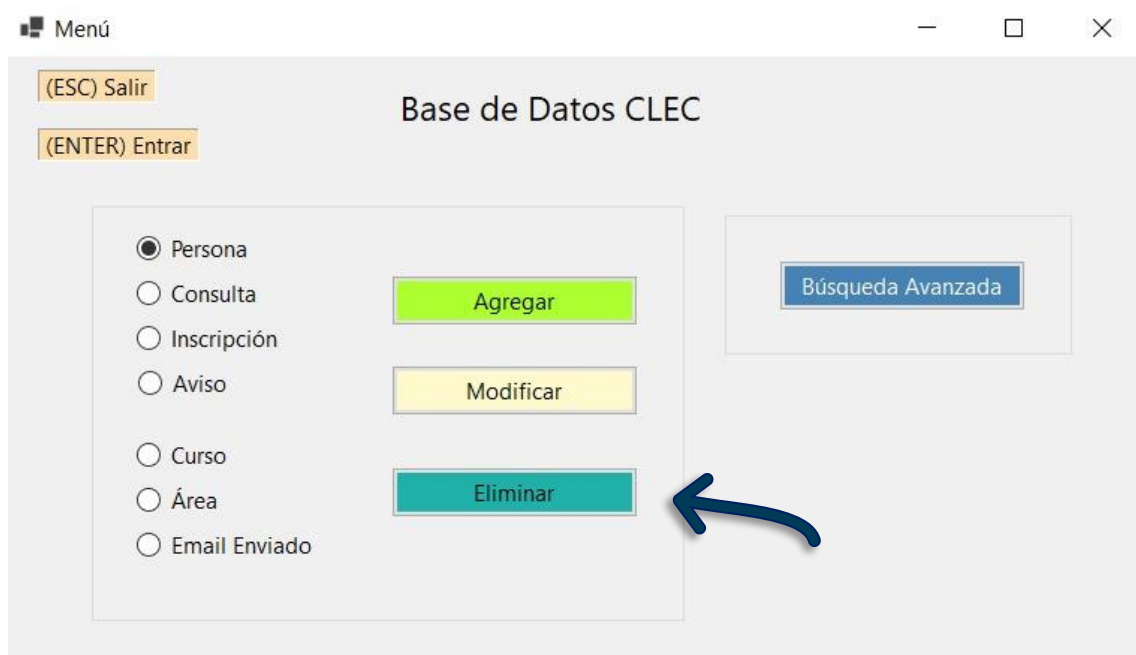 Menú
(ESC) Salir
Base de Datos CLEC
(ENTER) Entrar
Persona
Consulta
Inscripción
Aviso
Curso
Área
Email Enviado
Agregar
Modificar
Eliminar
Búsqueda Avanzada